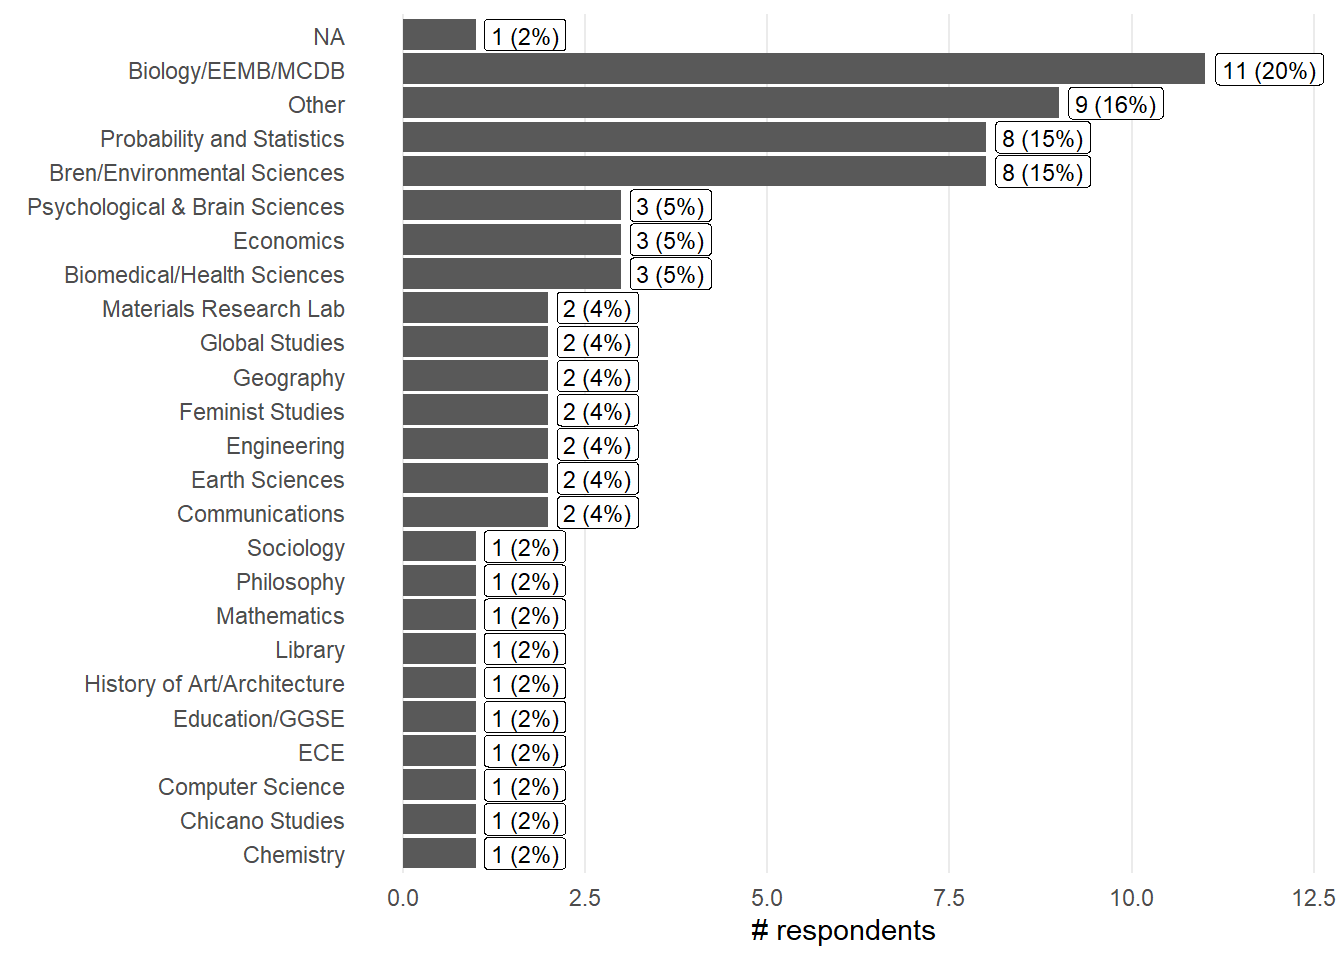 NA 1 (2%)
Biology/EEMB/MCDB 11 (20%)
Other 9 (16%)
Probability and Statistics 8 (15%)
Bren/Environmental Sciences 8 (15%)
Psychological & Brain Sciences 3 (5%)
Economics 3 (5%)
Biomedical/Health Sciences 3 (5%)
Materials Research Lab 2 (4%)
Global Studies 2 (4%)
Geography 2 (4%)
Feminist Studies 2 (4%)
Engineering 2 (4%)
Earth Sciences 2 (4%)
Communications 2 (4%)
Sociology 1 (2%)
Philosophy 1 (2%)
Mathematics 1 (2%)
Library 1 (2%)
History of Art/Architecture 1 (2%)
Education/GGSE 1 (2%)
ECE 1 (2%)
Computer Science 1 (2%)
Chicano Studies 1 (2%)
Chemistry 1 (2%)
0.0 2.5 5.0 7.5 10.0 12.5
# respondents